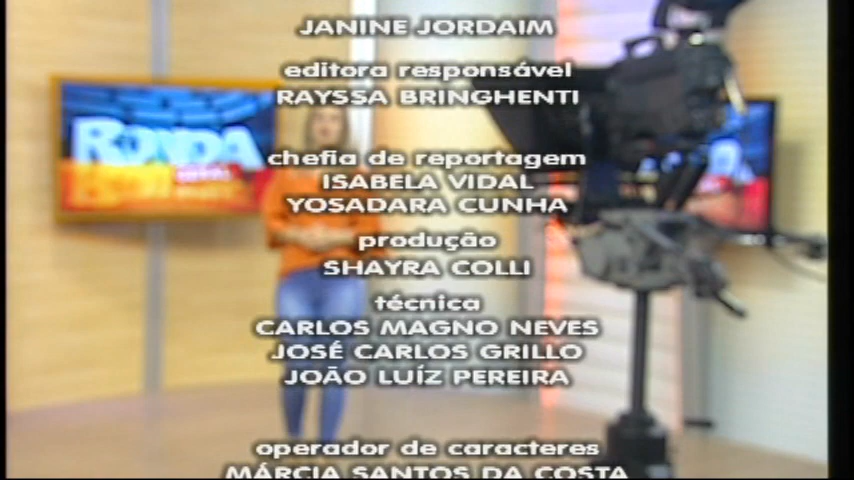 JANINE JORDAIM
editora responsável
RAYSSA BRINGHENTI
chefia de reportagem
ISABELA VIDAL
YOSADARA CUNHA
produção
SHAYRA COLLI
técnica
CARLOS MAGNO NEVES
JOSÉ CARLOS GRILLO
JOÃO LUÍZ PEREIRA
operador de caracteres
MÁRCIA SANTOS DA COSTA
RONDA